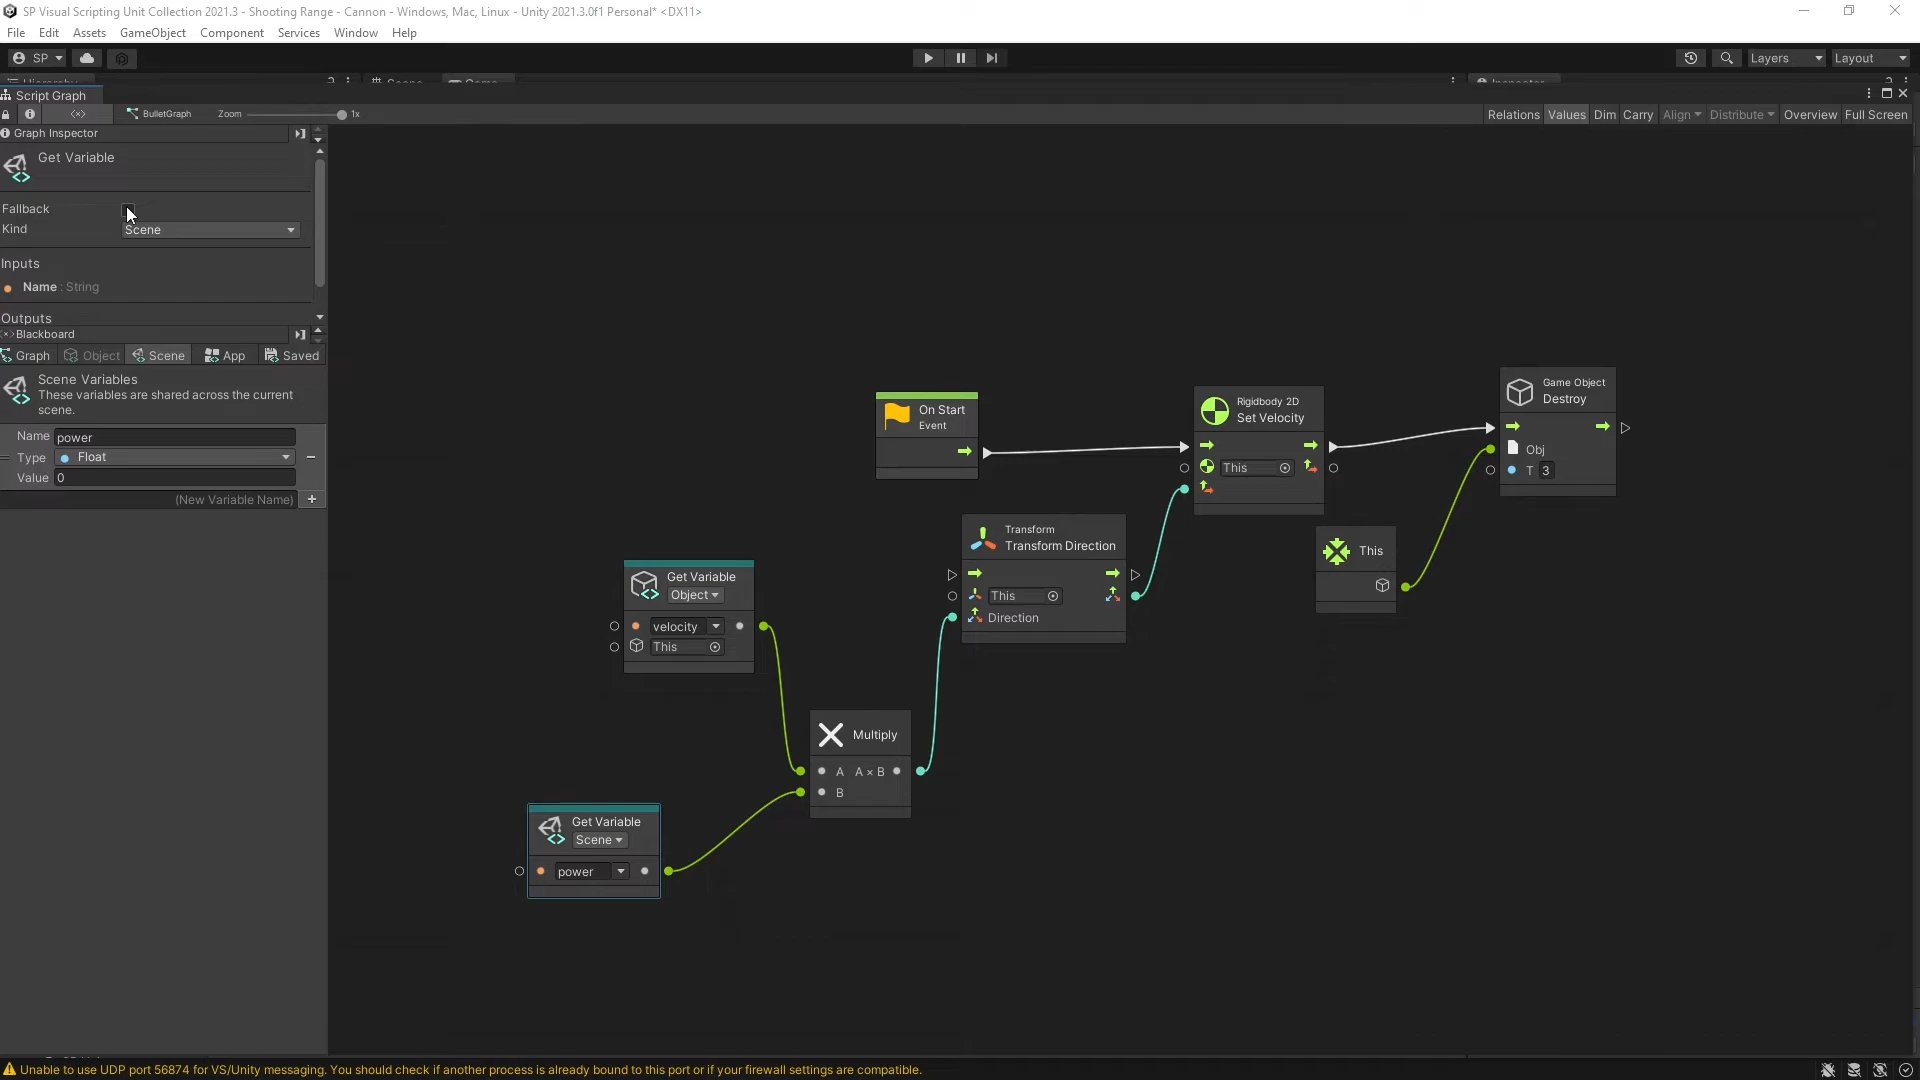 SP Visual Scripting Unit Collection 2021.3 - Shooting Range - Cannon - Windows, Mac, Linux - Unity 2021.3.0f1 Personal* <DX11>
File Edit Assets GameObject Component Services Window Help
SP Layers Layout
Hierarchy Scene Game Inspector
Script Graph
BulletGraph Zoom 1x Relations Values Dim Carry Align Distribute Overview Full Screen
Graph Inspector
Get Variable
Fallback
Kind Scene
Inputs
Name : String
Outputs
Blackboard
Graph Object Scene App Saved
Scene Variables
These variables are shared across the current
scene.
Name power
Type Float
Value 0
(New Variable Name)
On Start
Event
Rigidbody 2D
Set Velocity
This
Game Object
Destroy
Obj
T 3
Transform
Transform Direction
This
Direction
This
Get Variable
Object
velocity
This
Multiply
A A × B
B
Get Variable
Scene
power
Unable to use UDP port 56874 for VS/Unity messaging. You should check if another process is already bound to this port or if your firewall settings are compatible.